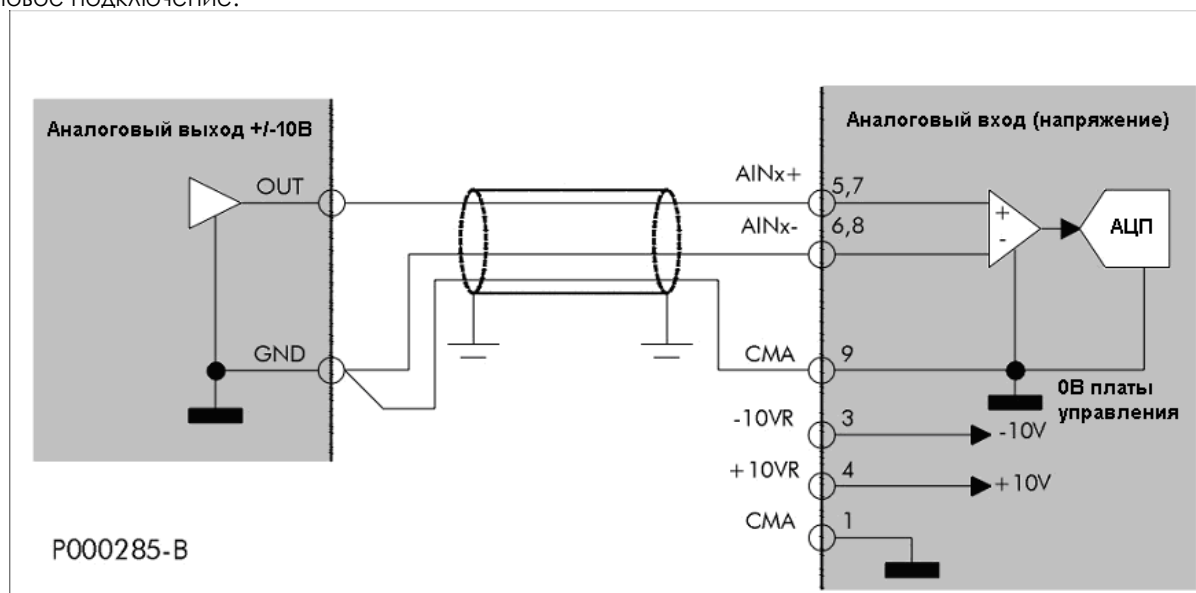 подключение.
Аналоговый выход +/-10В
Аналоговый вход (напряжение)
OUT
AINx+
5,7
AINx-
6,8
+
-
АЦП
GND
CMA
9
0В платы
управления
-10VR
3
-10V
+10VR
4
+10V
CMA
1
P000285-B